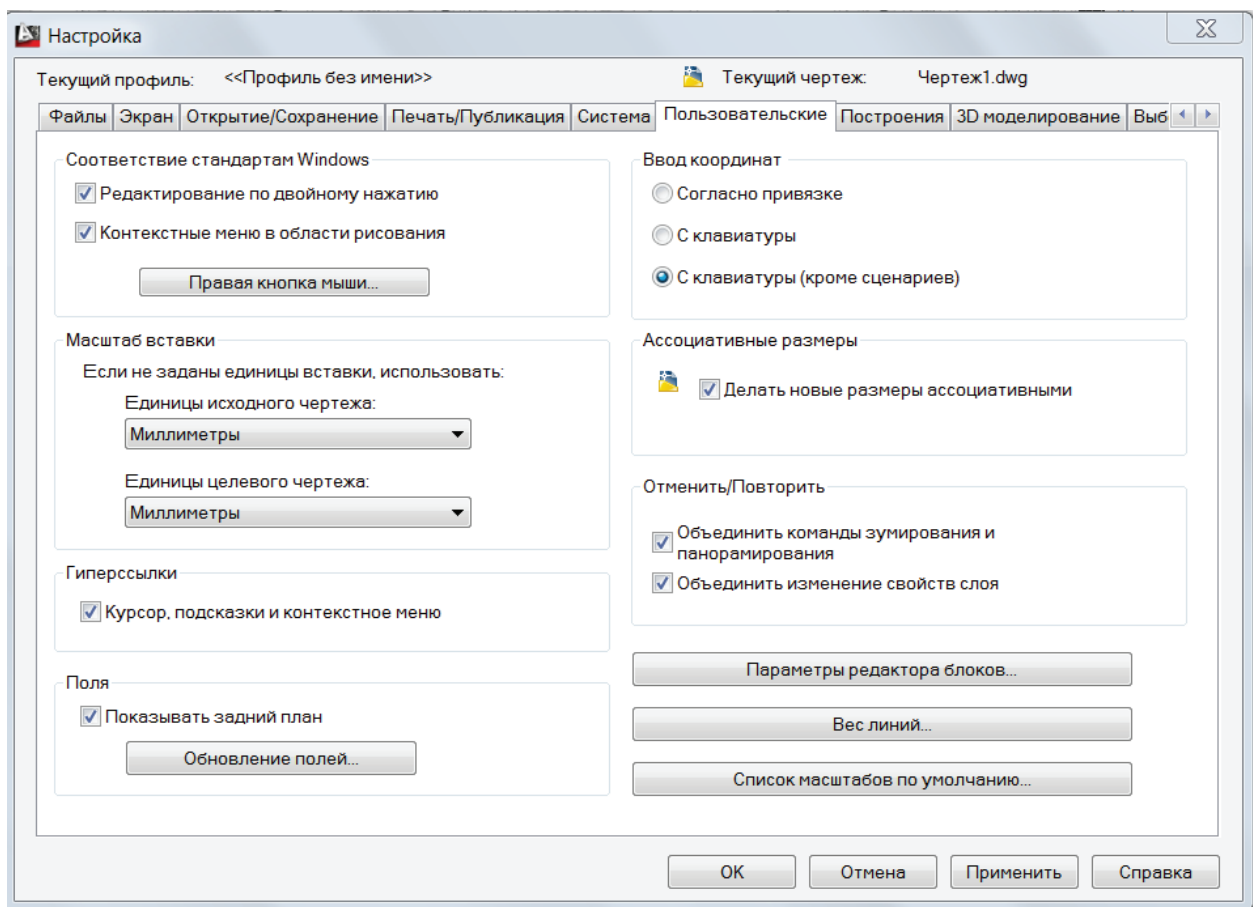 Настройка
Текущий профиль: <<Профиль без имени>> Текущий чертеж: Чертеж1.dwg
Файлы Экран Открытие/Сохранение Печать/Публикация Система Пользовательские Построения 3D моделирование Выб
Соответствие стандартам Windows
Редактирование по двойному нажатию
Контекстные меню в области рисования
Правая кнопка мыши...
Масштаб вставки
Если не заданы единицы вставки, использовать:
Единицы исходного чертежа:
Миллиметры
Единицы целевого чертежа:
Миллиметры
Гиперссылки
Курсор, подсказки и контекстное меню
Поля
Показывать задний план
Обновление полей...
Ввод координат
Согласно привязке
С клавиатуры
С клавиатуры (кроме сценариев)
Ассоциативные размеры
Делать новые размеры ассоциативными
Отменить/Повторить
Объединить команды зумирования и
панорамирования
Объединить изменение свойств слоя
Параметры редактора блоков...
Вес линий...
Список масштабов по умолчанию...
OK Отмена Применить Справка